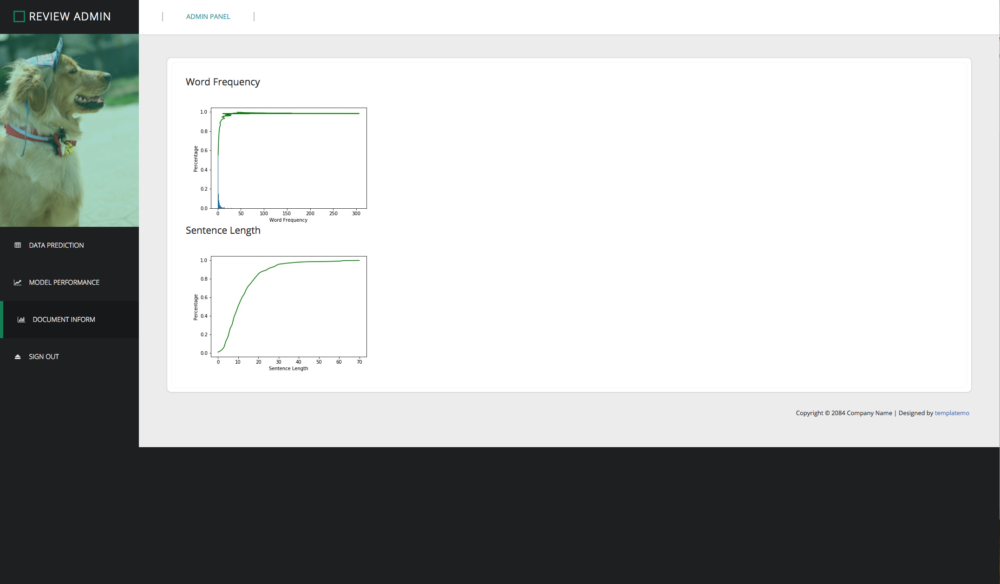 REVIEW ADMIN
ADMIN PANEL
DATA PREDICTION
MODEL PERFORMANCE
DOCUMENT INFORM
SIGN OUT
Word Frequency
1.0
0.8
0.6
0.4
0.2
0.0
Percentage
0 50 100 150 200 250 300
Word Frequency
Sentence Length
1.0
0.8
0.6
0.4
0.2
0.0
Percentage
0 10 20 30 40 50 60 70
Sentence Length
Copyright © 2084 Company Name | Designed by templatemo